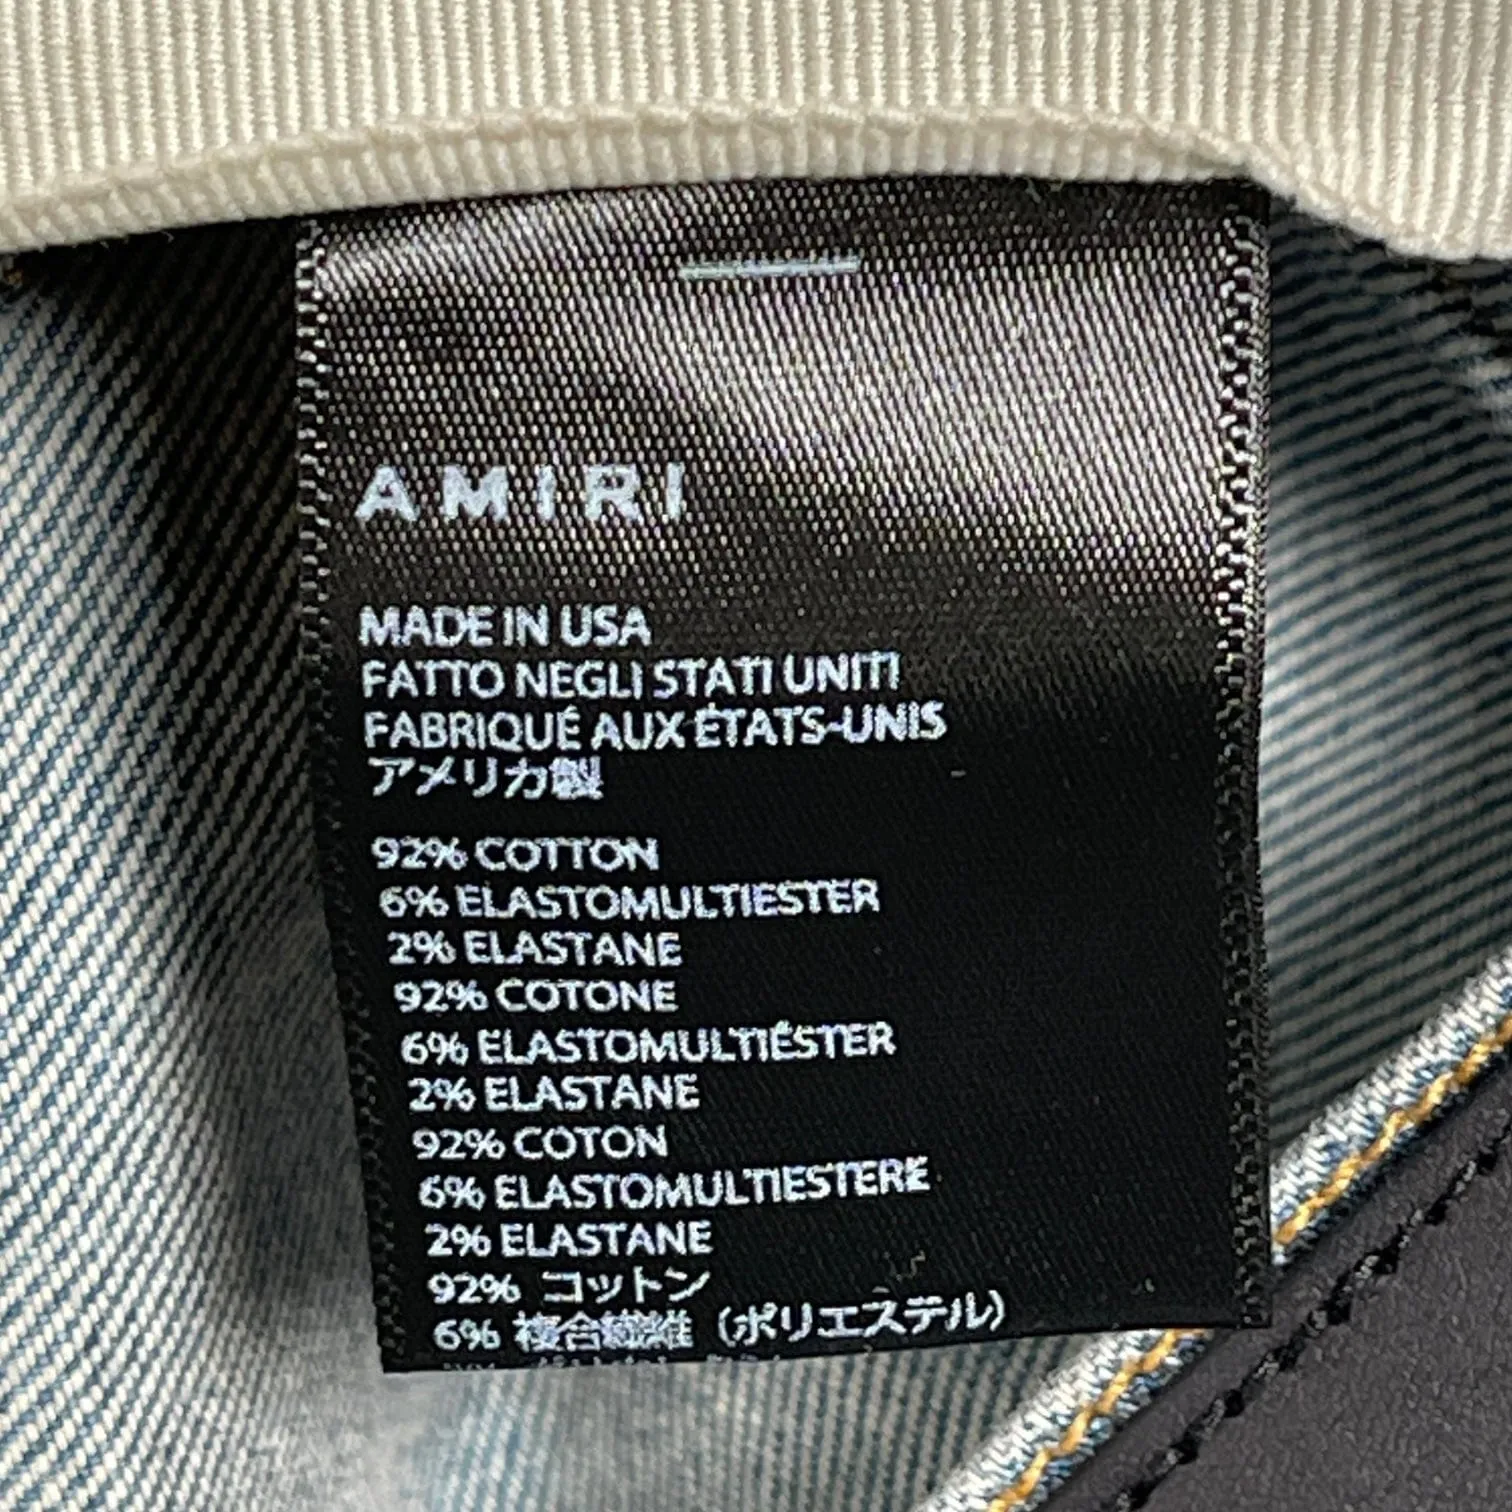 AMIRI
MADE IN USA
FATTO NEGLI STATI UNITI
FABRIQUÉ AUX ÉTATS-UNIS
アメリカ製
92% COTTON
6% ELASTOMULTIESTER
2% ELASTANE
92% COTONE
6% ELASTOMULTIÉSTER
2% ELASTANE
92% COTON
6% ELASTOMULTIESTERE
2% ELASTANE
92% コットン
6% 複合繊維（ポリエステル）